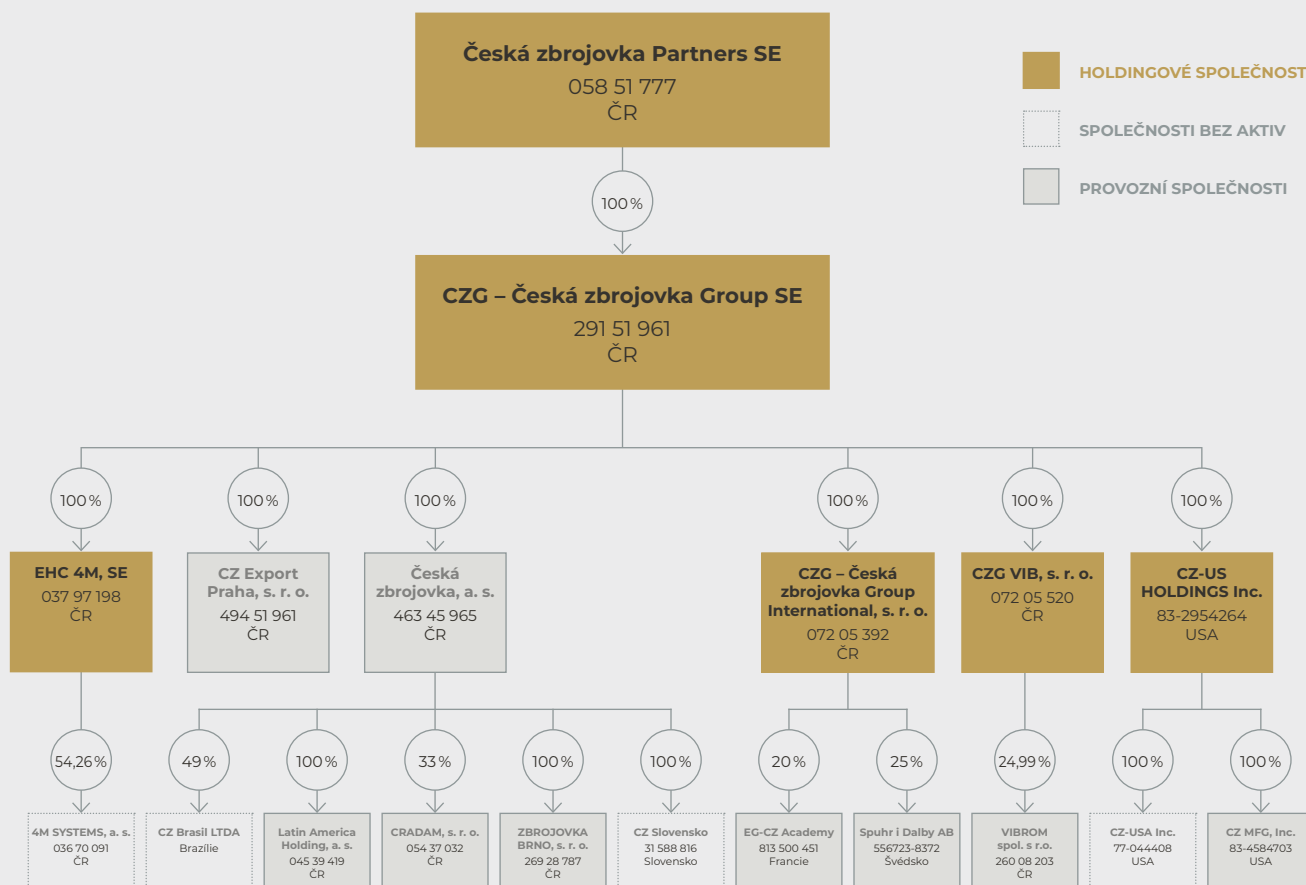 Česká zbrojovka Partners SE
058 51 777
ČR
HOLDINGOVÉ SPOLEČNOST
SPOLEČNOSTI BEZ AKTIV
PROVOZNÍ SPOLEČNOSTI
100 %
CZG – Česká zbrojovka Group SE
291 51 961
ČR
100 %
100 %
100 %
100 %
100 %
100 %
EHC 4M, SE
037 97 198
ČR
CZ Export
Praha, s. r. o.
494 51 961
ČR
Česká
zbrojovka, a. s.
463 45 965
ČR
CZG – Česká
zbrojovka Group
International, s. r. o.
072 05 392
ČR
CZG VIB, s. r. o.
072 05 520
ČR
CZ-US
HOLDINGS Inc.
83-2954264
USA
54,26 %
49 %
100 %
33 %
100 %
100 %
20 %
25 %
24,99 %
100 %
100 %
4M SYSTEMS, a. s.
036 70 091
ČR
CZ Brasil LTDA
Brazílie
Latin America
Holding, a. s.
045 39 419
ČR
CRADAM, s. r. o.
054 37 032
ČR
ZBROJOVKA
BRNO, s. r. o.
269 28 787
ČR
CZ Slovensko
31 588 816
Slovensko
EG-CZ Academy
813 500 451
Francie
Spuhr i Dalby AB
556723-8372
Švédsko
VIBROM
spol. s r.o.
260 08 203
ČR
CZ-USA Inc.
77-044408
USA
CZ MFG, Inc.
83-4584703
USA